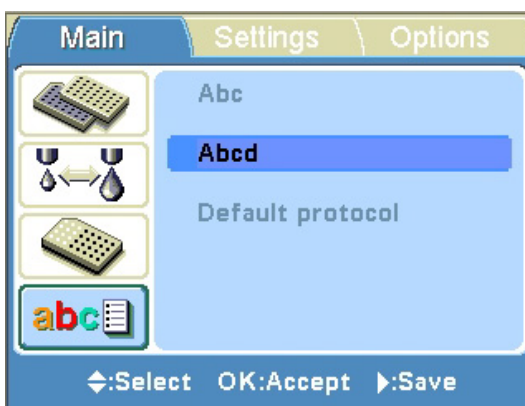 Main Settings Options
Abc
Abcd
Default protocol
abc
:Select OK:Accept :Save